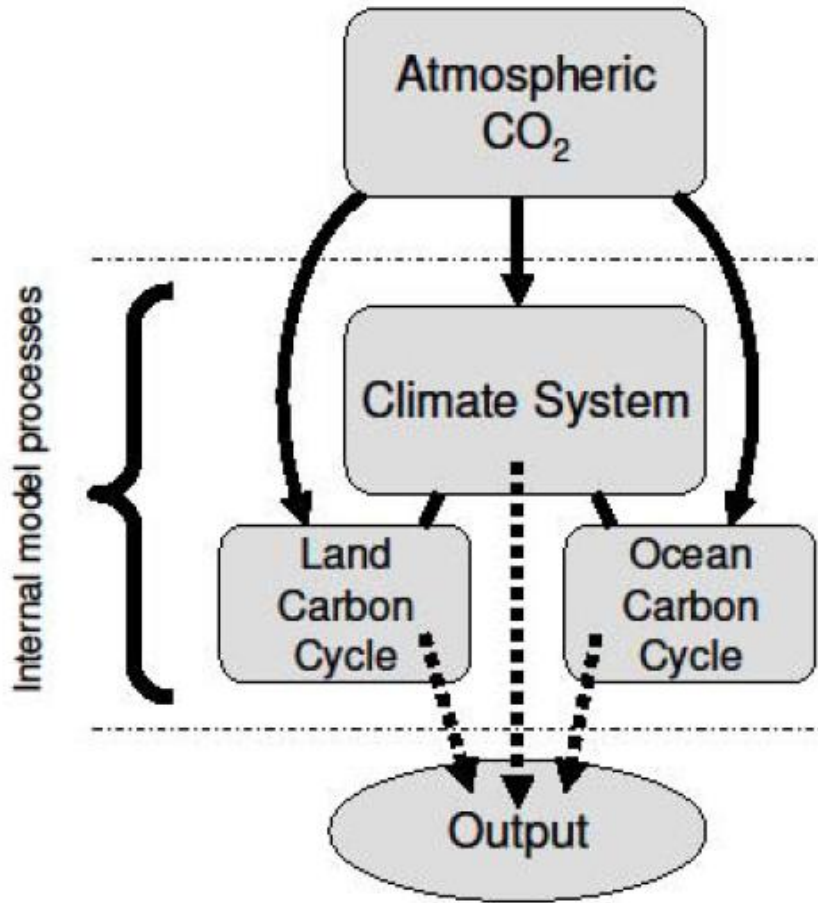 Atmospheric
CO₂
Internal model processes
Climate System
Land
Carbon
Cycle
Ocean
Carbon
Cycle
Output